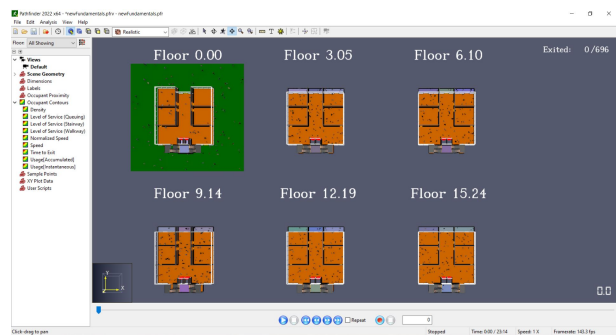 Pathfinder 2022 x64 - *newFundamentals.pfrv - newFundamentals.pfr
File Edit Analysis View Help
Realistic
Floor All Showing
Views
Default
Scene Geometry
Dimensions
Labels
Occupant Proximity
Occupant Contours
Density
Level of Service (Queuing)
Level of Service (Stairway)
Level of Service (Walkway)
Normalized Speed
Speed
Time to Exit
Usage[Accumulated]
Usage[Instantaneous]
Sample Points
XY Plot Data
User Scripts
Floor 0.00 Floor 3.05 Floor 6.10
Exited: 0/696
Floor 9.14 Floor 12.19 Floor 15.24
Y
X
0.0
Repeat 0
Click-drag to pan Stopped Time: 0:00 / 23:14 Speed: 1 X Framerate: 143.3 fps